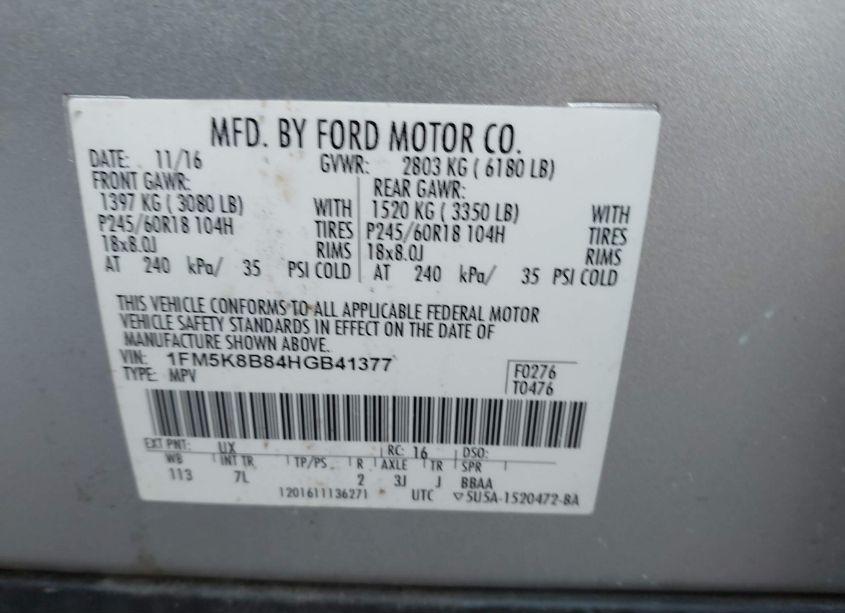 MFD. BY FORD MOTOR CO.
DATE: 11/16 GVWR: 2803 KG ( 6180 LB)
FRONT GAWR: REAR GAWR:
1397 KG ( 3080 LB) WITH 1520 KG ( 3350 LB) WITH
P245/60R18 104H TIRES P245/60R18 104H TIRES
18x8.0J RIMS 18x8.0J RIMS
AT 240 kPa/ 35 PSI COLD AT 240 kPa/ 35 PSI COLD
THIS VEHICLE CONFORMS TO ALL APPLICABLE FEDERAL MOTOR
VEHICLE SAFETY STANDARDS IN EFFECT ON THE DATE OF
MANUFACTURE SHOWN ABOVE.
VIN: 1FM5K8B84HGB41377 F0276
TYPE: MPV T0476
EXT PNT: UX RC: 16 DSO:
WB INT TR TP/PS R AXLE TR SPR
113 7L 2 3J J BBAA
1201611136271 UTC ▽5U5A-1520472-BA